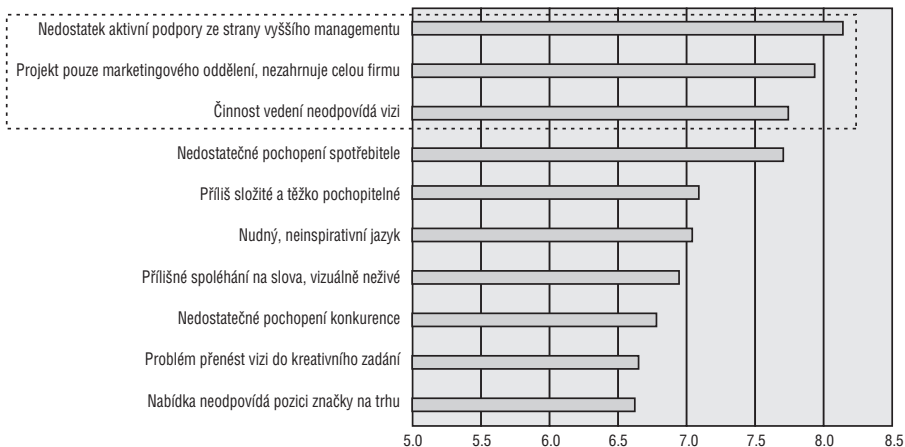 Nedostatek aktivní podpory ze strany vyššího managementu
Projekt pouze marketingového oddělení, nezahrnuje celou firmu
Činnost vedení neodpovídá vizi
Nedostatečné pochopení spotřebitele
Příliš složité a těžko pochopitelné
Nudný, neinspirativní jazyk
Přílišné spoléhání na slova, vizuálně neživé
Nedostatečné pochopení konkurence
Problém přenést vizi do kreativního zadání
Nabídka neodpovídá pozici značky na trhu
5.0 5.5 6.0 6.5 7.0 7.5 8.0 8.5